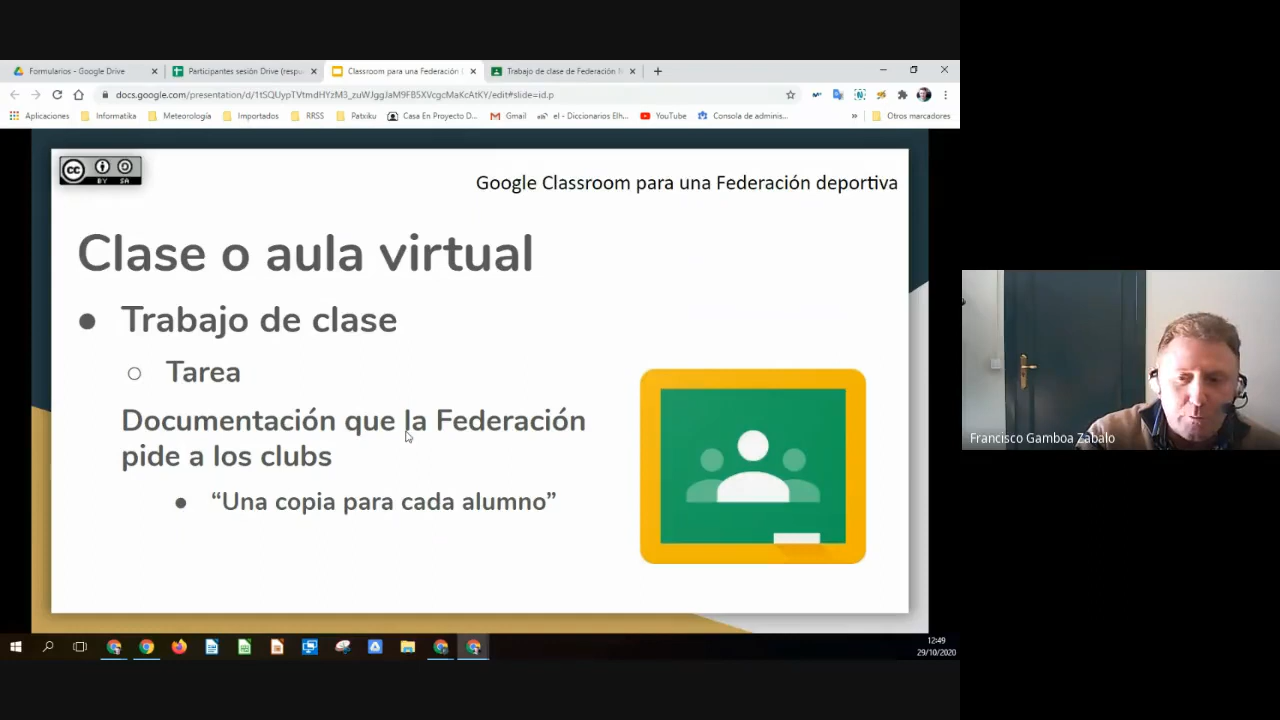 Formularios - Google Drive
Participantes sesión Drive (respu
Classroom para una Federación
Trabajo de clase de Federación N
docs.google.com/presentation/d/1tSQUypTVtmdHYzM3_zuWJggJaM9FB5XVcgcMaKcAtKY/edit#slide=id.p
Aplicaciones
Informatika
Meteorología
Importados
RRSS
Patxiku
Casa En Proyecto D...
Gmail
el - Diccionarios Elh...
YouTube
Consola de adminis...
»
Otros marcadores
cc
BY SA
Google Classroom para una Federación deportiva
Clase o aula virtual
● Trabajo de clase
○ Tarea
Documentación que la Federación
pide a los clubs
● “Una copia para cada alumno”
Francisco Gamboa Zabalo
12:49
29/10/2020